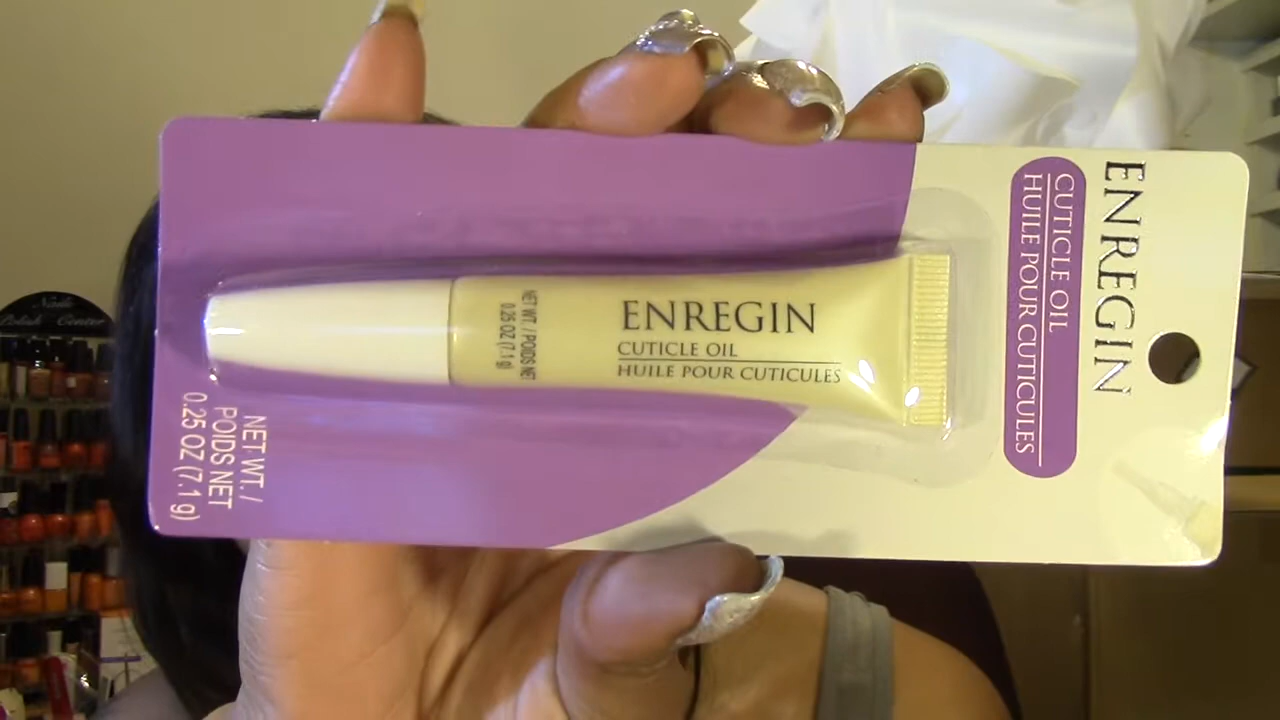 ENREGIN
CUTICLE OIL
HUILE POUR CUTICULES
NET WT. / POIDS NET
0.25 OZ (7.1 g)
ENREGIN
CUTICLE OIL
HUILE POUR CUTICULES
NET WT. /
POIDS NET
0.25 OZ (7.1 g)